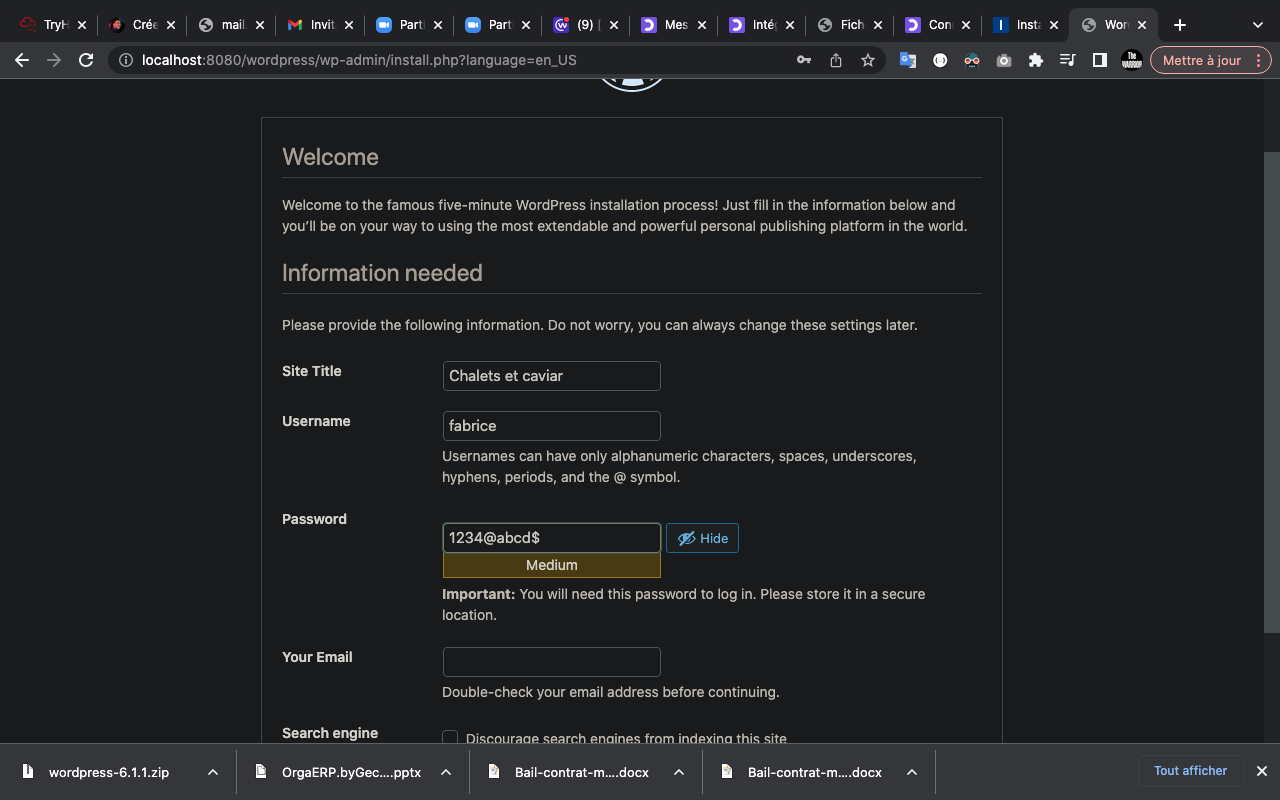 TryH
Crée
mail.
Invit
Parti
Parti
(9) [
Mes
Intég
Fich
Con
Insta
Wor
localhost:8080/wordpress/wp-admin/install.php?language=en_US
Mettre à jour
Welcome
Welcome to the famous five-minute WordPress installation process! Just fill in the information below and
you’ll be on your way to using the most extendable and powerful personal publishing platform in the world.
Information needed
Please provide the following information. Do not worry, you can always change these settings later.
Site Title
Chalets et caviar
Username
fabrice
Usernames can have only alphanumeric characters, spaces, underscores,
hyphens, periods, and the @ symbol.
Password
1234@abcd$
Hide
Medium
Important: You will need this password to log in. Please store it in a secure
location.
Your Email
Double-check your email address before continuing.
Search engine
Discourage search engines from indexing this site
wordpress-6.1.1.zip
OrgaERP.byGec....pptx
Bail-contrat-m....docx
Bail-contrat-m....docx
Tout afficher